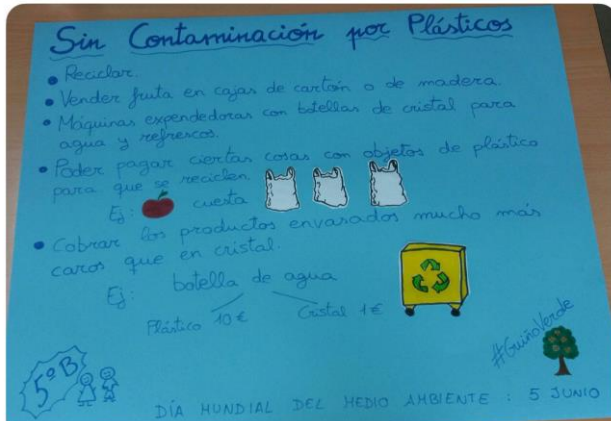 Sin Contaminación por Plásticos
• Reciclar.
• Vender fruta en cajas de cartón o de madera.
• Máquinas expendedoras con botellas de cristal para
agua y refrescos.
• Poder pagar ciertas cosas con objetos de plástico
para que se reciclen.
Ej: cuesta
• Cobrar los productos envasados mucho más
caros que en cristal.
Ej: botella de agua
Plástico 10 € Cristal 1 €
#GuiñoVerde
5º B
DÍA MUNDIAL DEL MEDIO AMBIENTE : 5 JUNIO